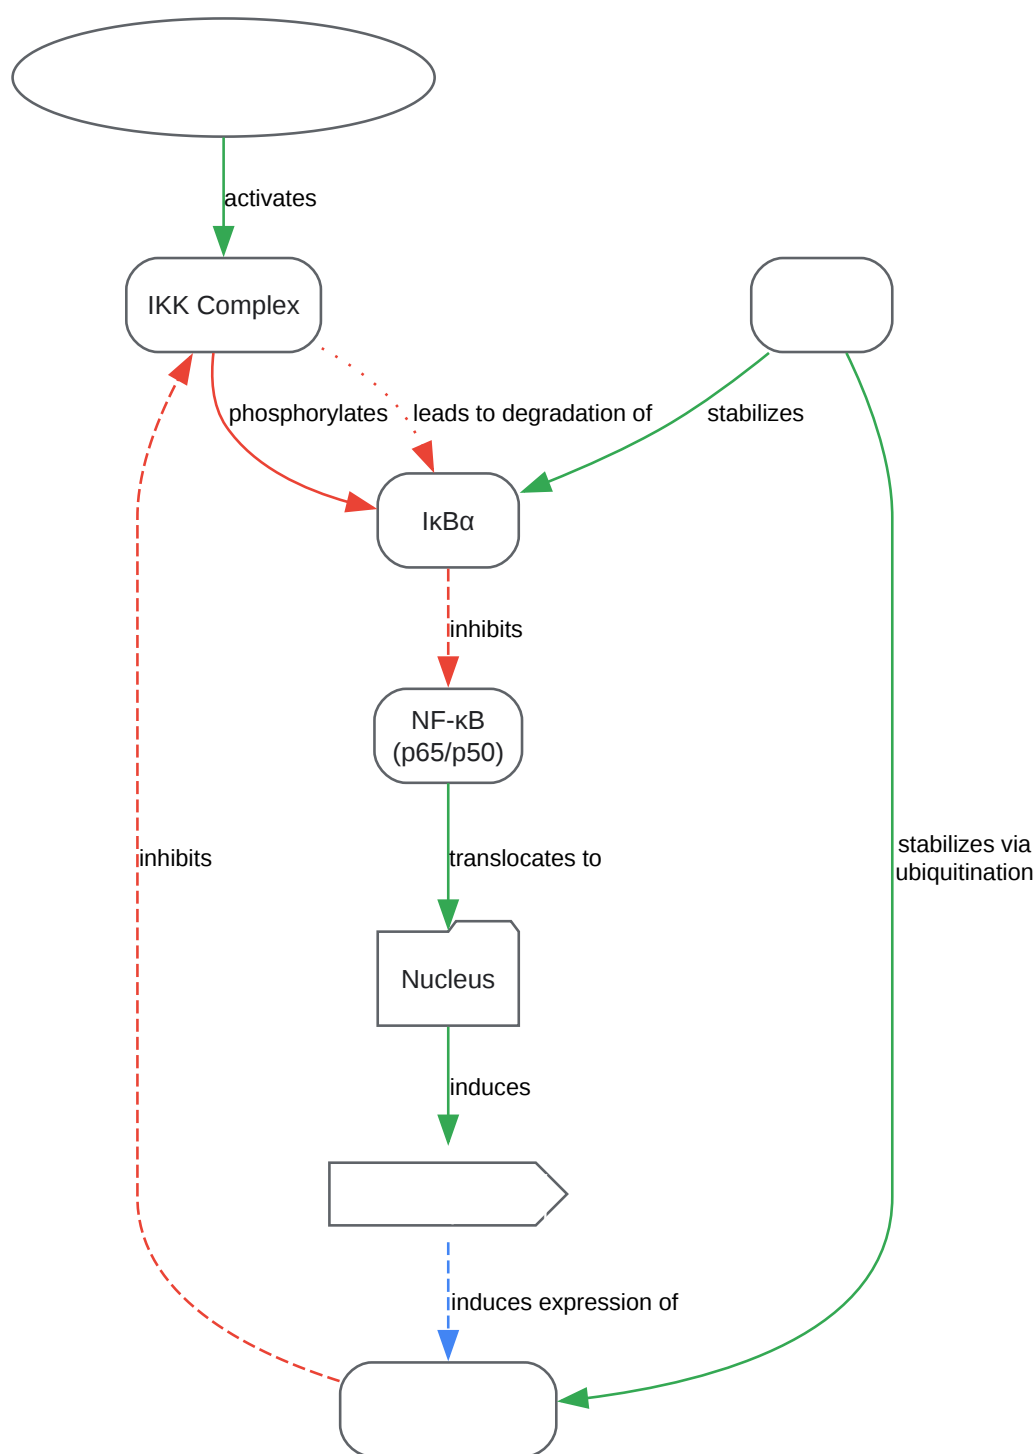 activates
IKK Complex
phosphorylates
leads to degradation of
stabilizes
IκBα
inhibits
NF-κB
(p65/p50)
inhibits
translocates to
stabilizes via
ubiquitination
Nucleus
induces
induces expression of